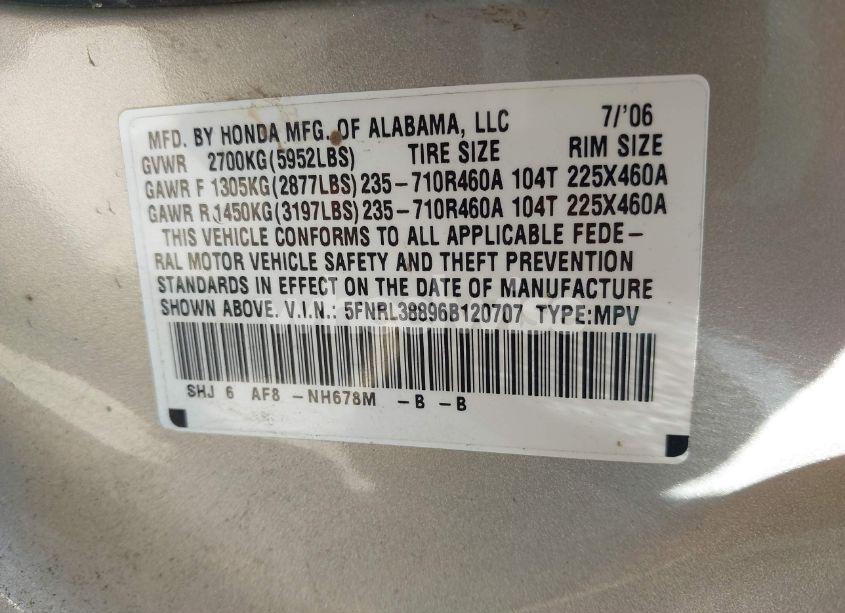 7/'06
MFD. BY HONDA MFG. OF ALABAMA, LLC
GVWR 2700KG(5952LBS) TIRE SIZE RIM SIZE
GAWR F 1305KG(2877LBS) 235-710R460A 104T 225X460A
GAWR R 1450KG(3197LBS) 235-710R460A 104T 225X460A
THIS VEHICLE CONFORMS TO ALL APPLICABLE FEDE-
RAL MOTOR VEHICLE SAFETY AND THEFT PREVENTION
STANDARDS IN EFFECT ON THE DATE OF MANUFACTURE
SHOWN ABOVE. V.I.N.: 5FNRL38896B120707 TYPE:MPV
SHJ 6 AF8 -NH678M -B -B